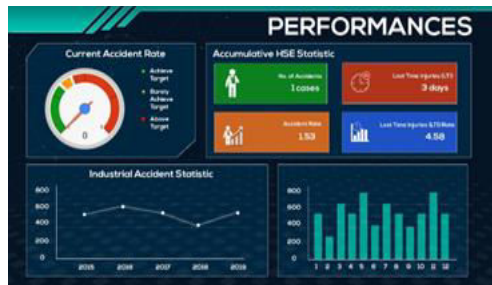 PERFORMANCES
Current Accident Rate
Achieve
Target
Barely
Achieve
Target
Above
Target
0
Accumulative HSE Statistic
No. of Accidents
1 cases
Lost Time Injuries (LTI)
3 days
Accident Rate
1.53
Lost Time Injuries (LTI) Rate
4.58
Industrial Accident Statistic
800
600
400
200
0
2015
2016
2017
2018
2019
800
600
400
200
0
1 2 3 4 5 6 7 8 9 10 11 12